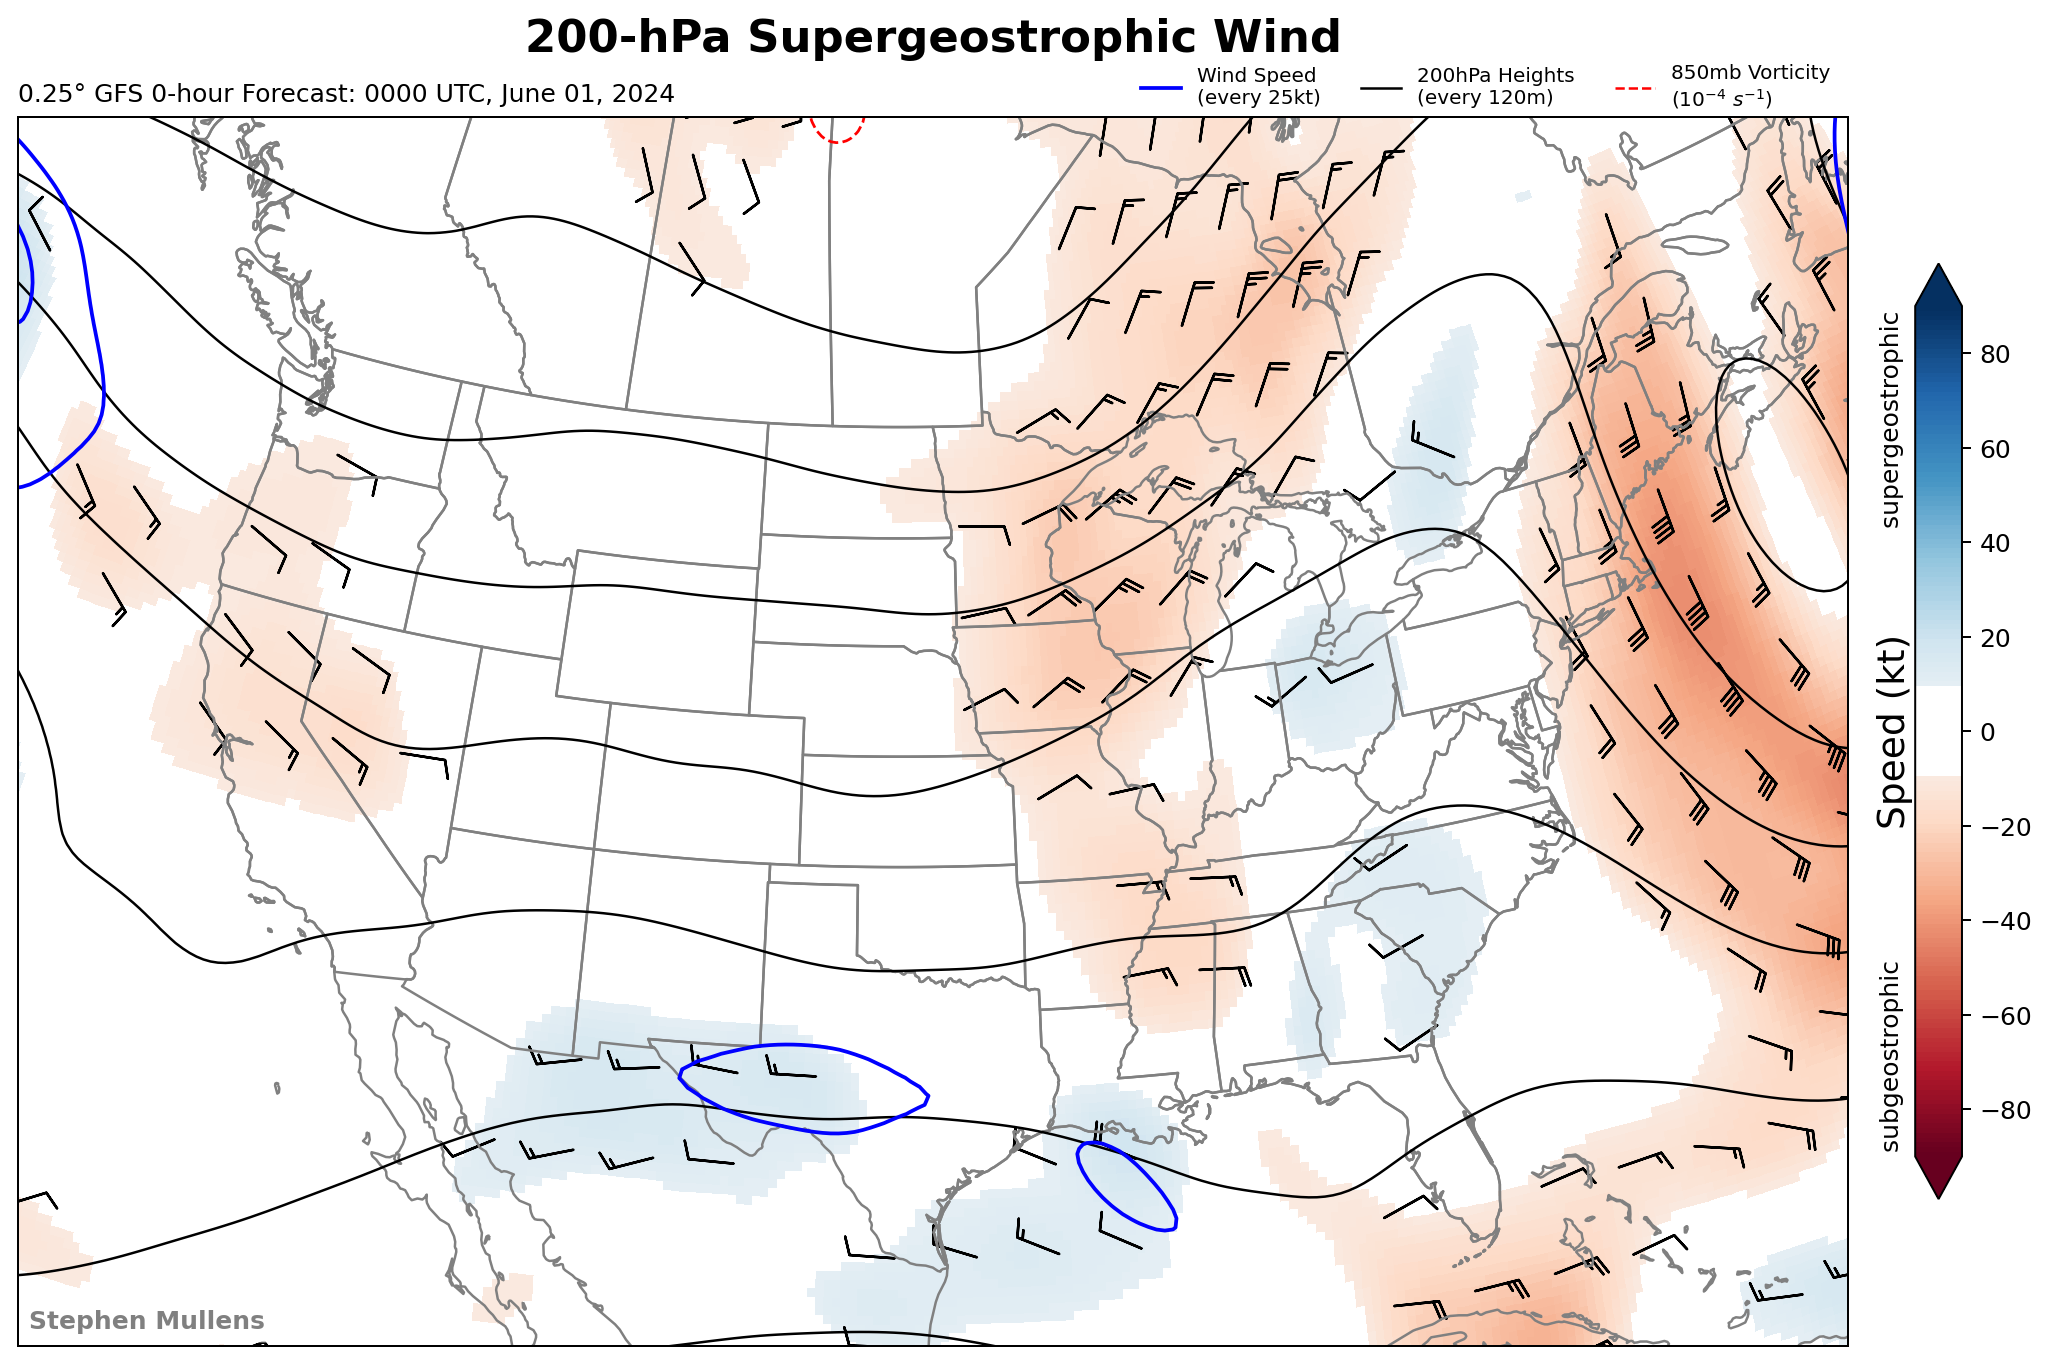 200-hPa Supergeostrophic Wind
0.25° GFS 0-hour Forecast: 0000 UTC, June 01, 2024
Wind Speed
(every 25kt)
200hPa Heights
(every 120m)
850mb Vorticity
(10⁻⁴ s⁻¹)
supergeostrophic
Speed (kt)
subgeostrophic
80
60
40
20
0
−20
−40
−60
−80
Stephen Mullens